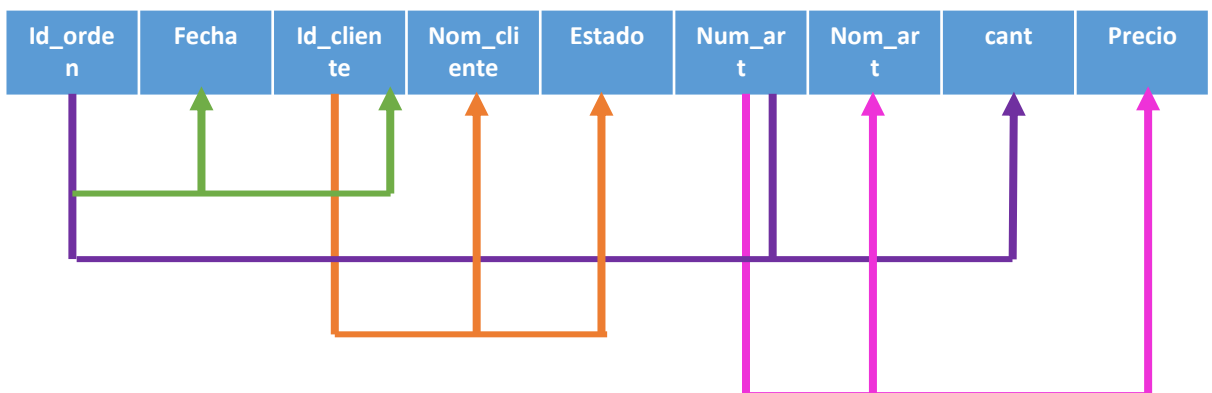 Id_orde
n
Fecha
Id_clien
te
Nom_cli
ente
Estado
Num_ar
t
Nom_ar
t
cant
Precio